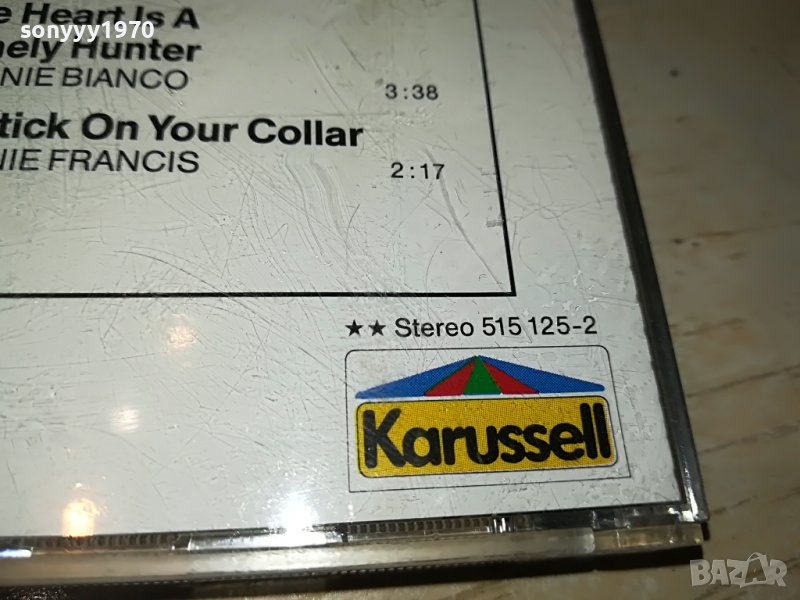 sonyyy1970
e Heart Is A
nely Hunter
NIE BIANCO
3:38
tick On Your Collar
NIE FRANCIS
2:17
★★ Stereo 515 125-2
Karussell
BAZAR